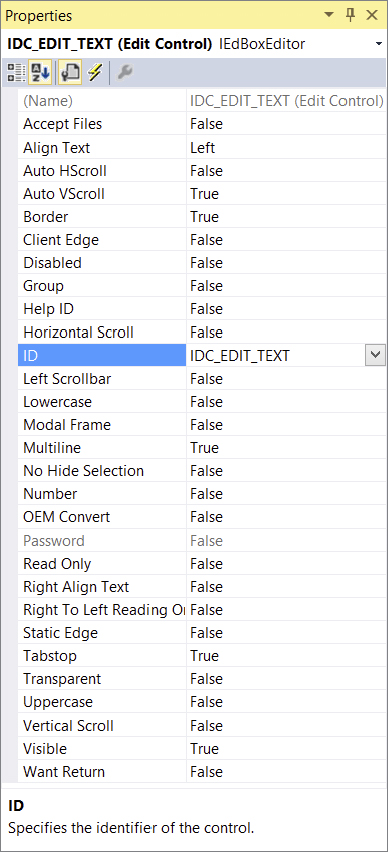 Properties
IDC_EDIT_TEXT (Edit Control) IEdBoxEditor
(Name) IDC_EDIT_TEXT (Edit Control)
Accept Files False
Align Text Left
Auto HScroll False
Auto VScroll True
Border True
Client Edge False
Disabled False
Group False
Help ID False
Horizontal Scroll False
ID IDC_EDIT_TEXT
Left Scrollbar False
Lowercase False
Modal Frame False
Multiline True
No Hide Selection False
Number False
OEM Convert False
Password False
Read Only False
Right Align Text False
Right To Left Reading Or False
Static Edge False
Tabstop True
Transparent False
Uppercase False
Vertical Scroll False
Visible True
Want Return False
ID
Specifies the identifier of the control.